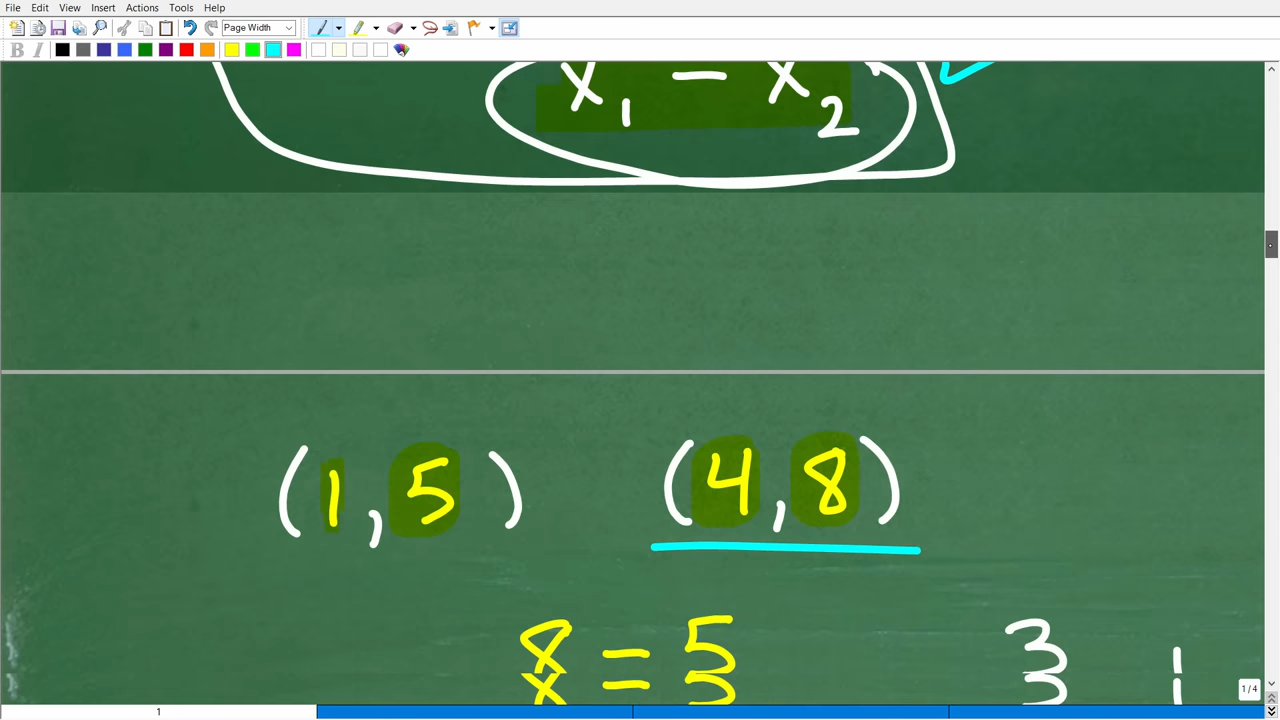 File Edit View Insert Actions Tools Help
Page Width
B I
x₁ − x₂
(1, 5) (4, 8)
8 = 5 3
1 / 4
1